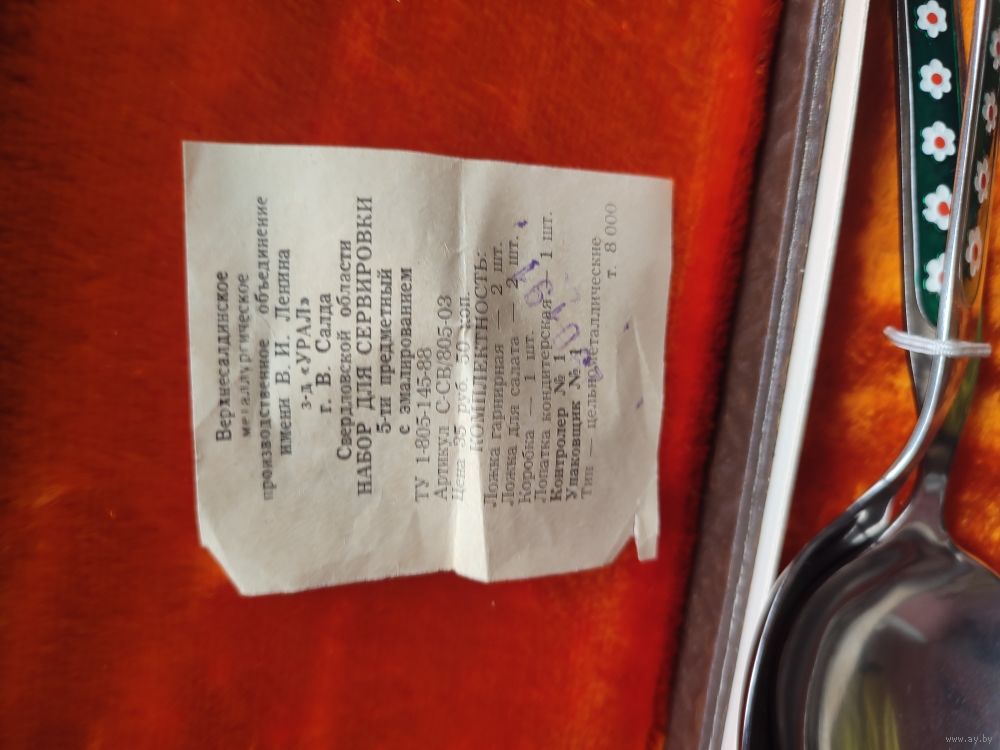 Верхнесалдинское
металлургическое
производственное объединение
имени В. И. Ленина
з-д «УРАЛ»
г. В. Салда
Свердловской области
НАБОР ДЛЯ СЕРВИРОВКИ
5-ти предметный
с эмалированием
ТУ 1-805-145-88
Артикул С-СВ/805-03
Цена 35 руб. 50 коп.
КОМПЛЕКТНОСТЬ:
Ложка гарнирная — 2 шт.
Ложка для салата — 2 шт.
Коробка — 1 шт.
Лопатка кондитерская — 1 шт.
Контролер № 1
Упаковщик № 1
Тип — цельнометаллические
т. 8 000
www.ay.by